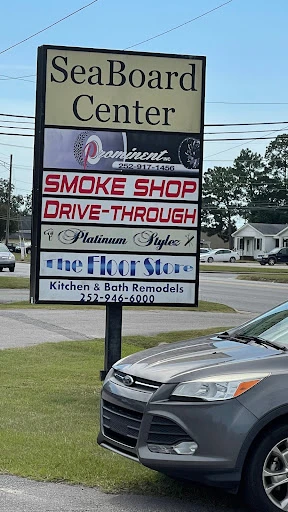 SeaBoard
Center
Prominent INC.
252-917-1456
SMOKE SHOP
DRIVE-THROUGH
Platinum Stylez
The Floor Store
Kitchen & Bath Remodels
252-946-6000